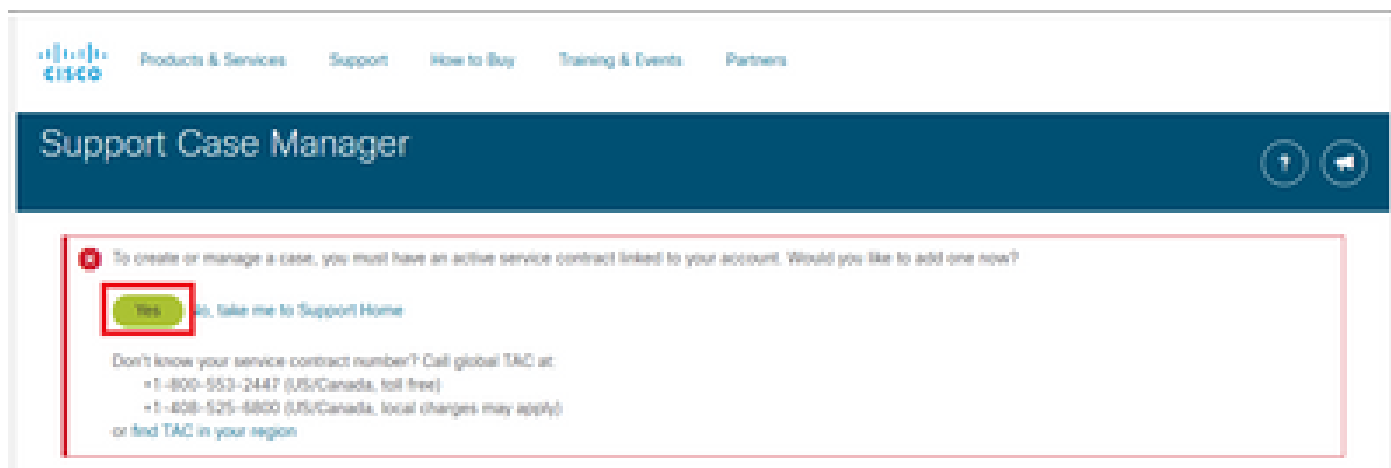 CISCO
Products & Services Support How to Buy Training & Events Partners
Support Case Manager
?
To create or manage a case, you must have an active service contract linked to your account. Would you like to add one now?
Yes o, take me to Support Home
Don't know your service contract number? Call global TAC at:
+1-800-553-2447 (US/Canada, toll free)
+1-408-525-6800 (US/Canada, local charges may apply)
or find TAC in your region